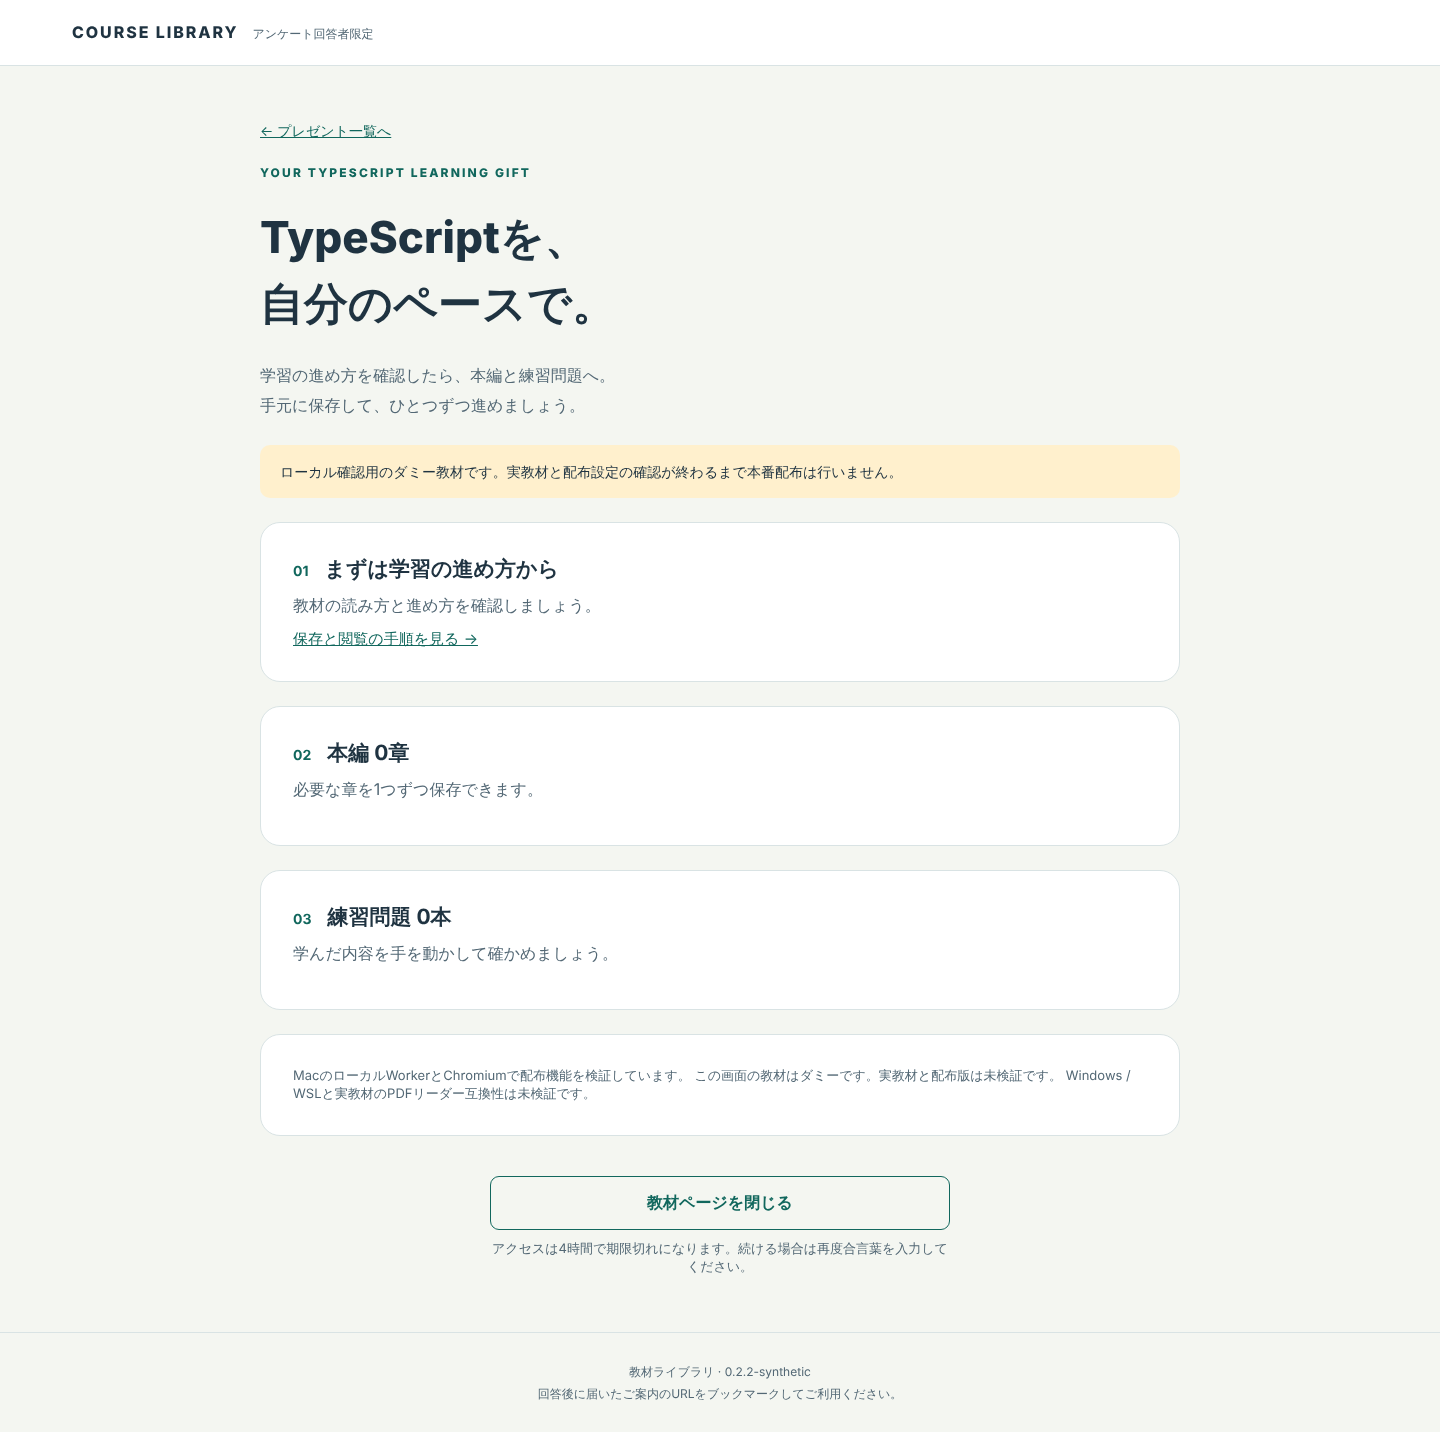 COURSE LIBRARY アンケート回答者限定
← プレゼント一覧へ
YOUR TYPESCRIPT LEARNING GIFT
TypeScriptを、
自分のペースで。
学習の進め方を確認したら、本編と練習問題へ。
手元に保存して、ひとつずつ進めましょう。
ローカル確認用のダミー教材です。実教材と配布設定の確認が終わるまで本番配布は行いません。
01 まずは学習の進め方から
教材の読み方と進め方を確認しましょう。
保存と閲覧の手順を見る →
02 本編 0章
必要な章を1つずつ保存できます。
03 練習問題 0本
学んだ内容を手を動かして確かめましょう。
MacのローカルWorkerとChromiumで配布機能を検証しています。 この画面の教材はダミーです。実教材と配布版は未検証です。 Windows /
WSLと実教材のPDFリーダー互換性は未検証です。
教材ページを閉じる
アクセスは4時間で期限切れになります。続ける場合は再度合言葉を入力して
ください。
教材ライブラリ · 0.2.2-synthetic
回答後に届いたご案内のURLをブックマークしてご利用ください。